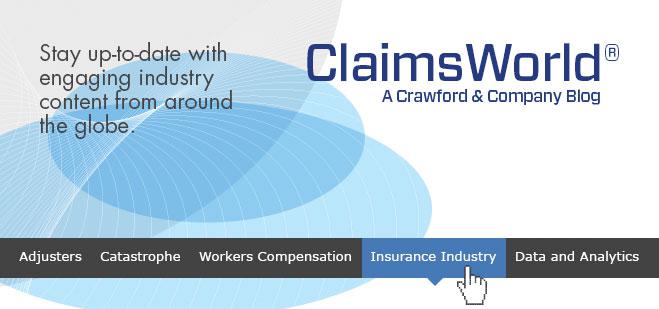 Stay up-to-date with
engaging industry
content from around
the globe.
ClaimsWorld®
A Crawford & Company Blog
Adjusters Catastrophe Workers Compensation Insurance Industry Data and Analytics